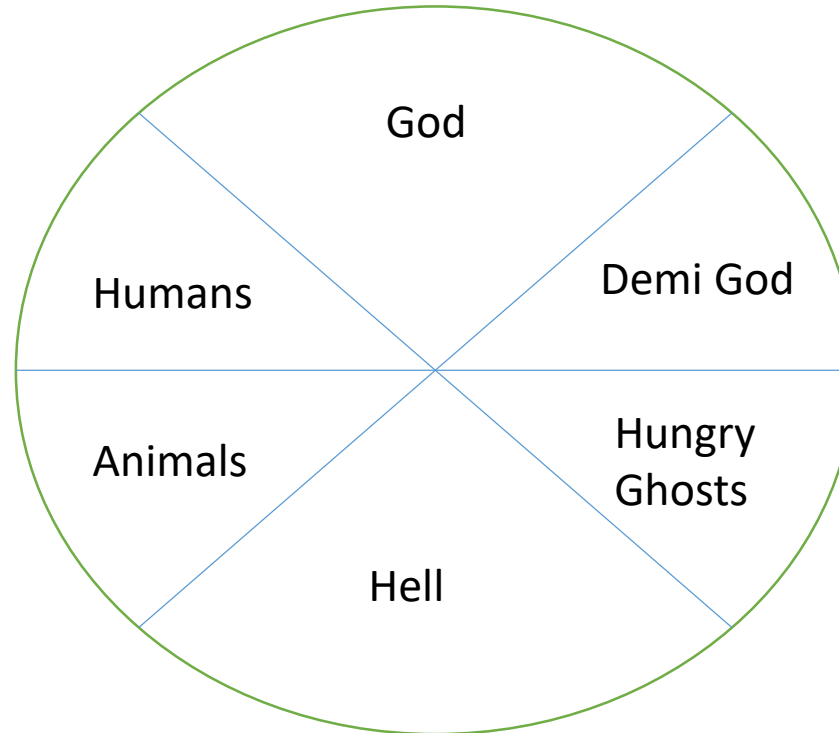 God
Demi God
Humans
Hungry
Ghosts
Animals
Hell